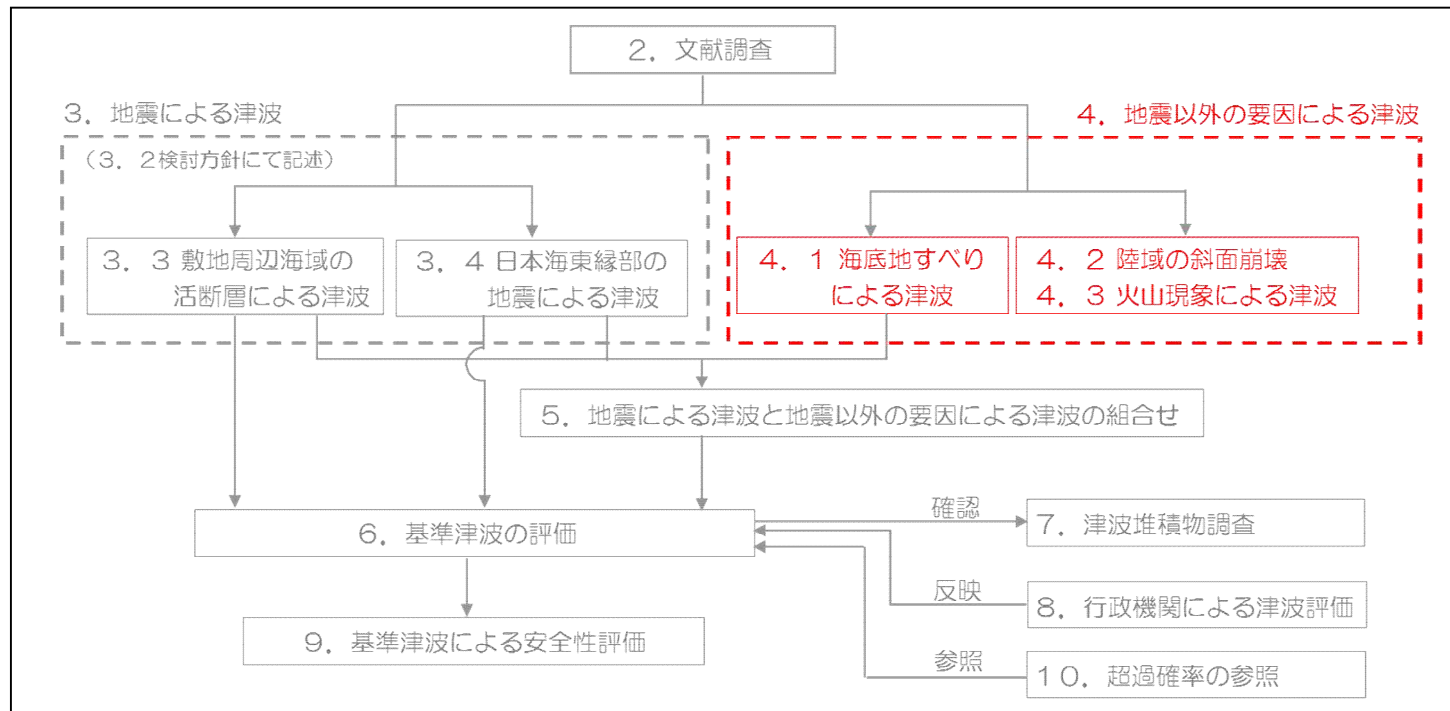 ２．文献調査
３．地震による津波
４．地震以外の要因による津波
（３．２検討方針にて記述）
３．３ 敷地周辺海域の
活断層による津波
３．４ 日本海東縁部の
地震による津波
４．１ 海底地すべり
による津波
４．２ 陸域の斜面崩壊
４．３ 火山現象による津波
５．地震による津波と地震以外の要因による津波の組合せ
６．基準津波の評価
確認
７．津波堆積物調査
反映
８．行政機関による津波評価
９．基準津波による安全性評価
参照
１０．超過確率の参照